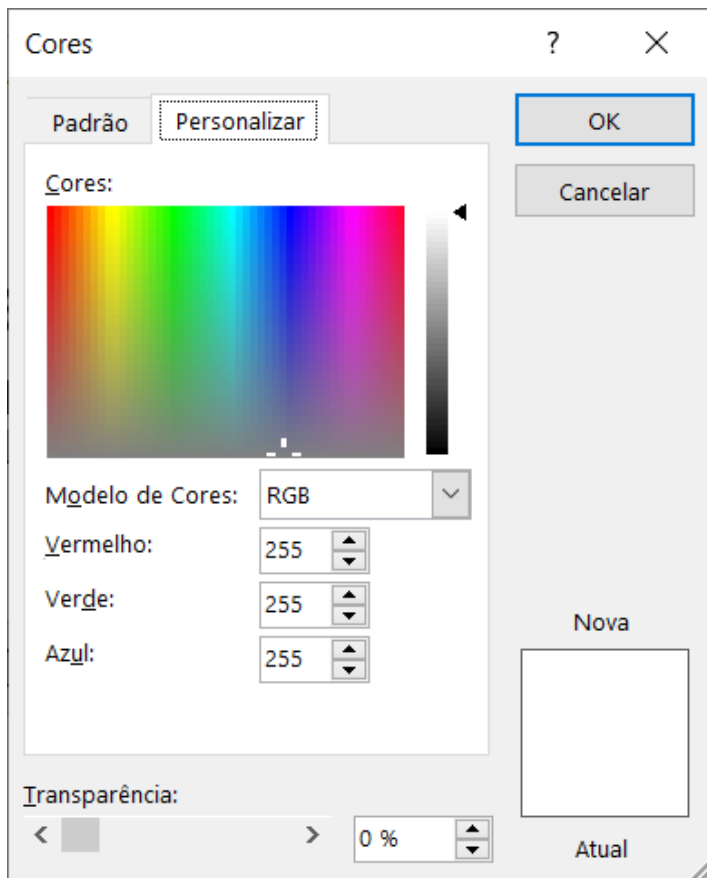 Cores ?
Padrão Personalizar OK
Cancelar
Cores:
Modelo de Cores: RGB
Vermelho: 255
Verde: 255
Azul: 255
Nova
Transparência:
0 %
Atual